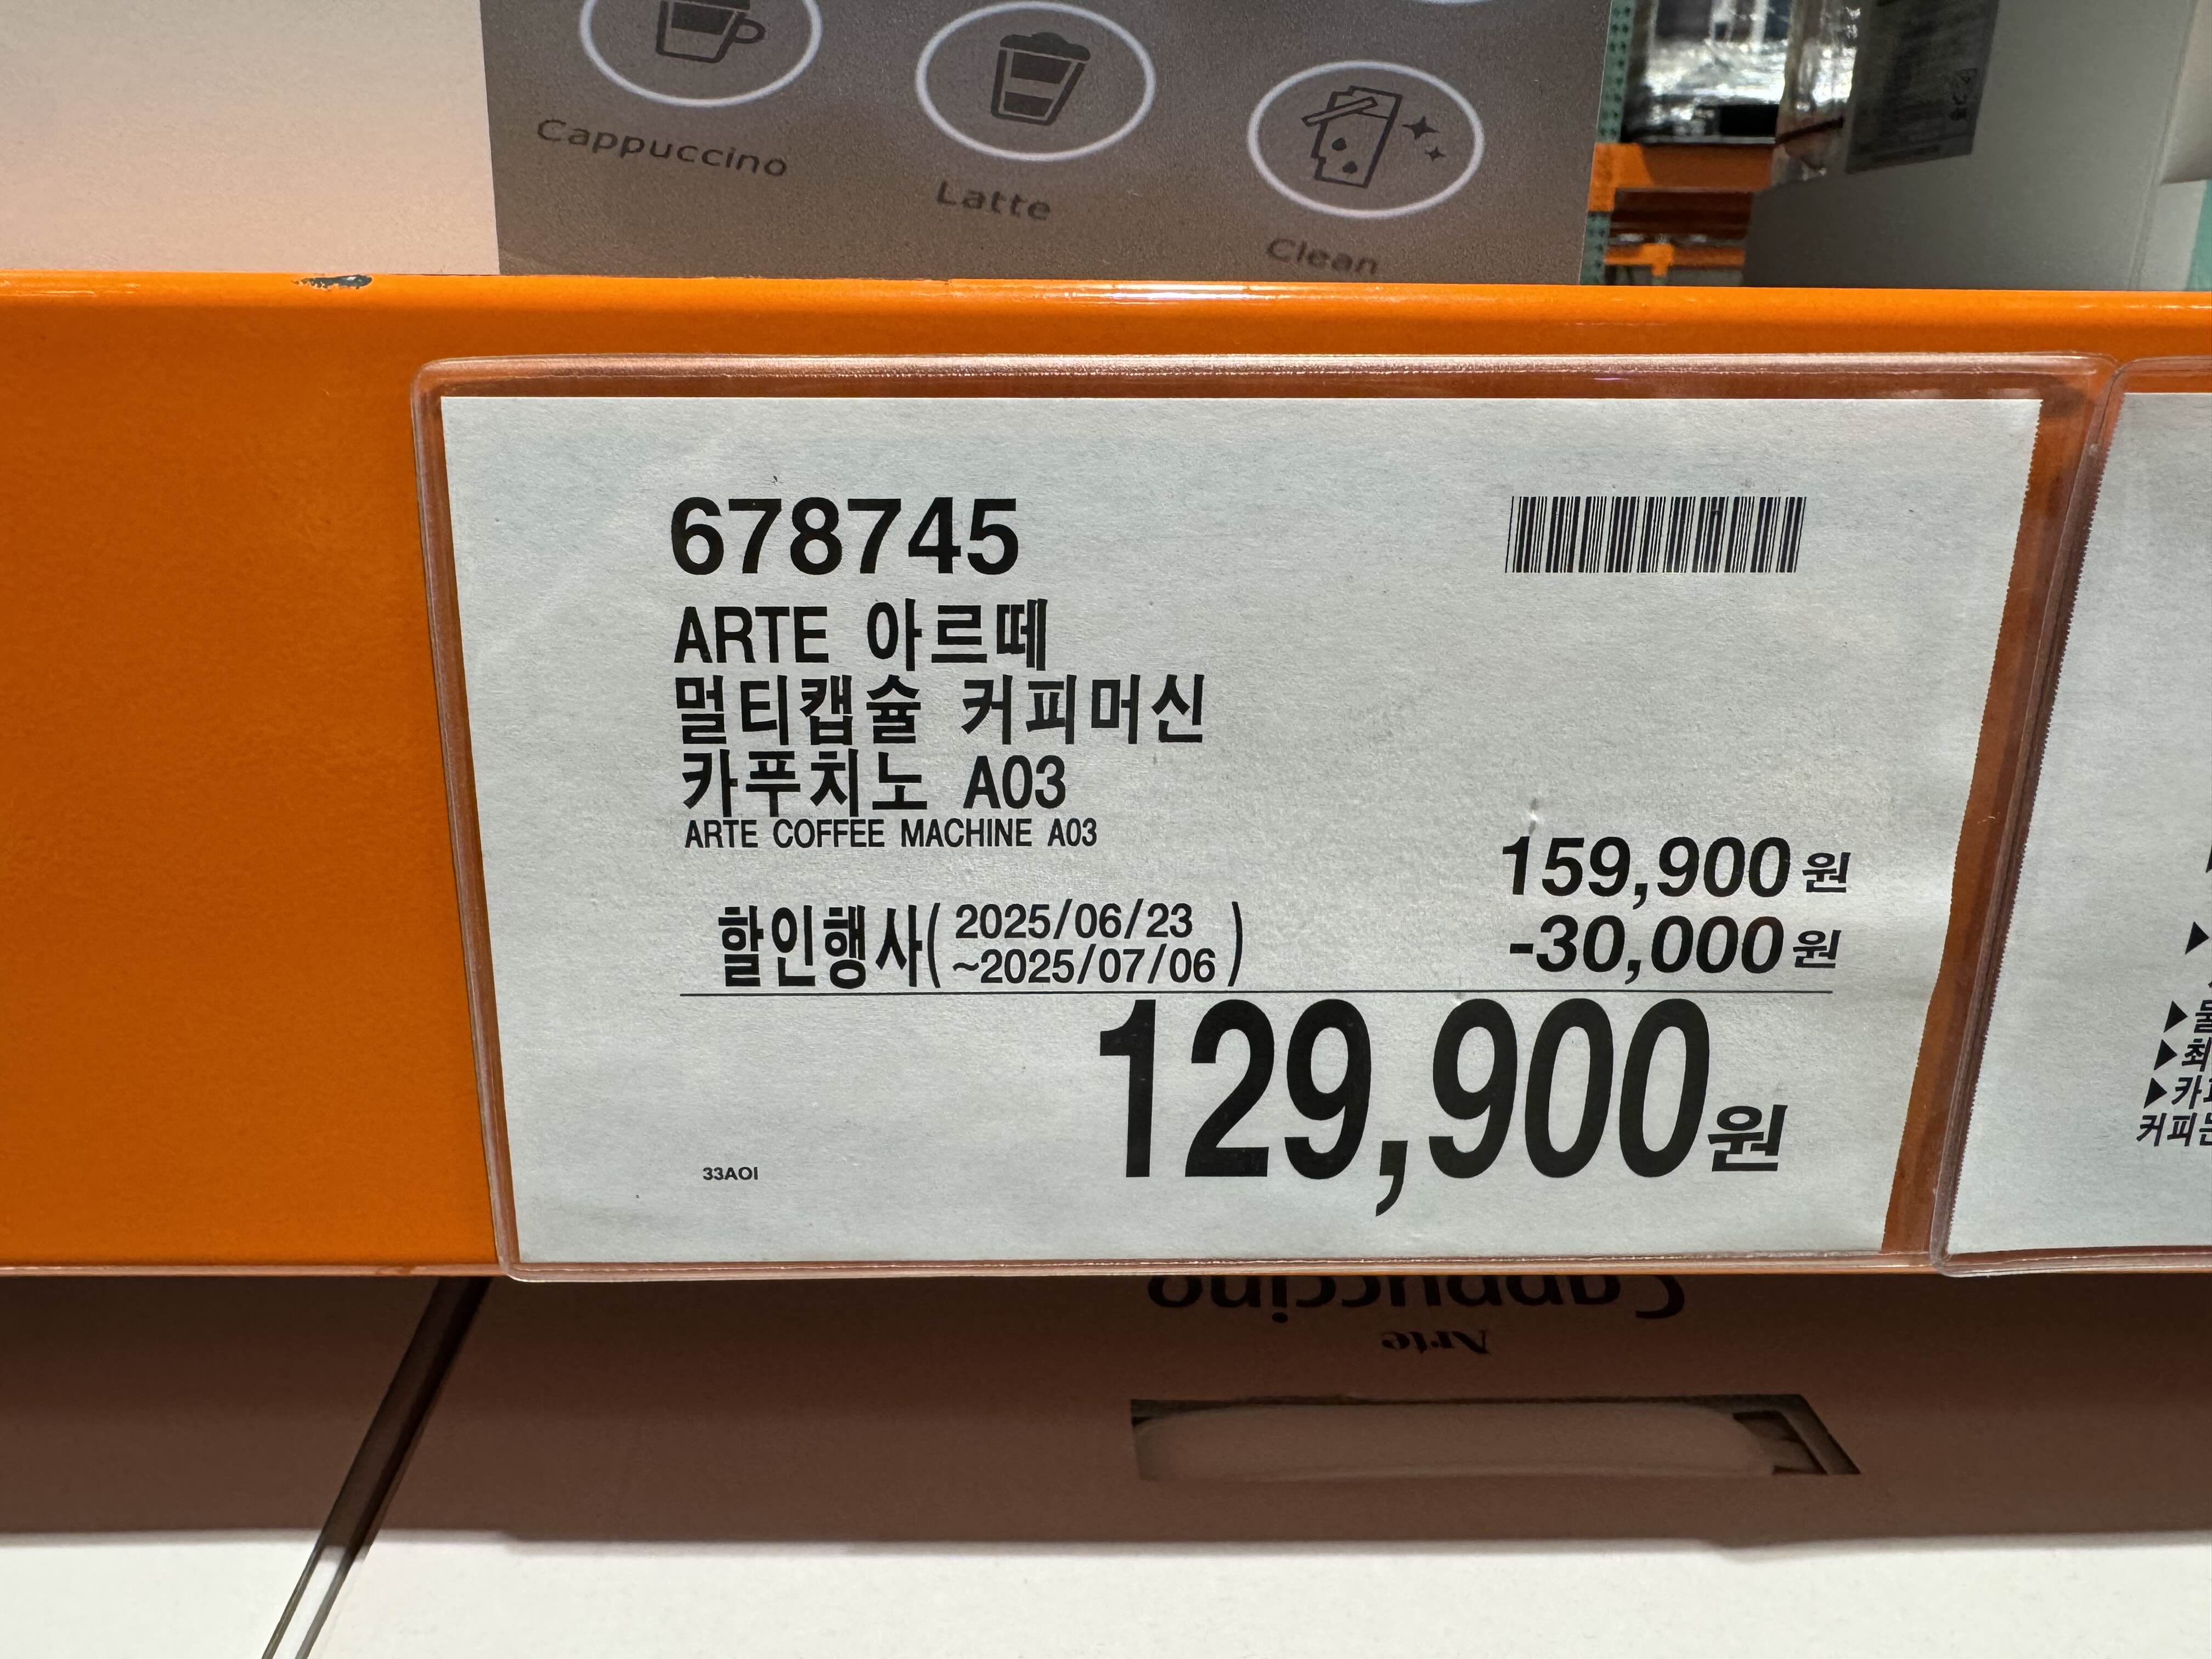 Cappuccino
Latte
Clean
678745
ARTE 아르떼
멀티캡슐 커피머신
카푸치노 A03
ARTE COFFEE MACHINE A03
159,900원
할인행사( 2025/06/23
~2025/07/06 )
-30,000원
129,900원
33AOI
Cappuccino
Arte